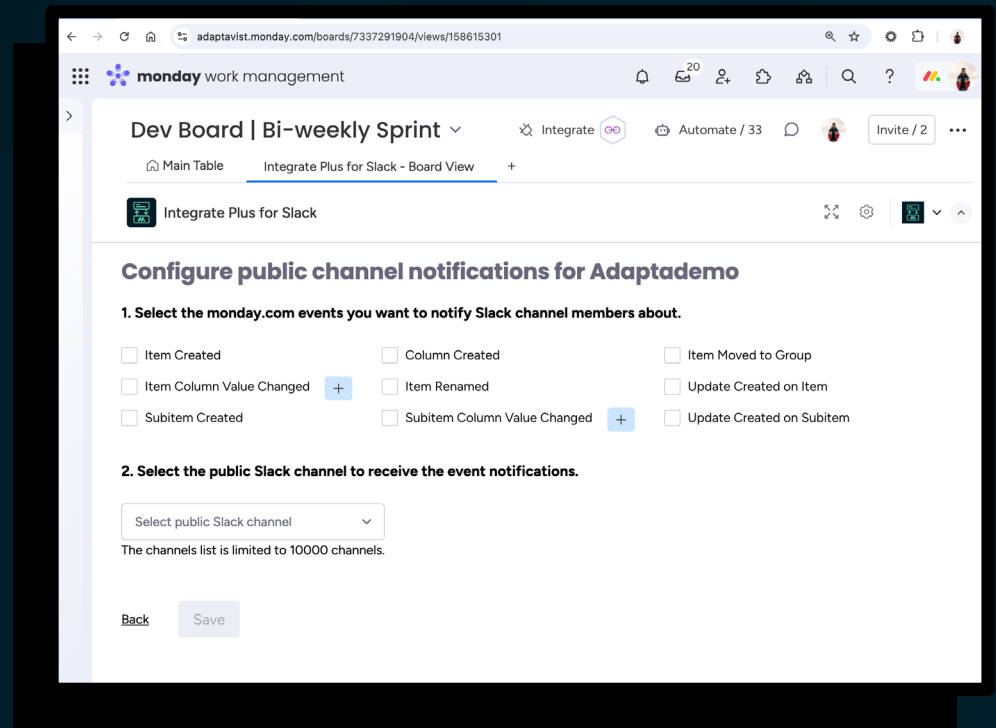 adaptavist.monday.com/boards/7337291904/views/158615301
monday work management
20
Dev Board | Bi-weekly Sprint
Integrate
Automate / 33
Invite / 2
Main Table
Integrate Plus for Slack - Board View
+
Integrate Plus for Slack
Configure public channel notifications for Adaptademo
1. Select the monday.com events you want to notify Slack channel members about.
Item Created
Column Created
Item Moved to Group
Item Column Value Changed
+
Item Renamed
Update Created on Item
Subitem Created
Subitem Column Value Changed
+
Update Created on Subitem
2. Select the public Slack channel to receive the event notifications.
Select public Slack channel
The channels list is limited to 10000 channels.
Back
Save